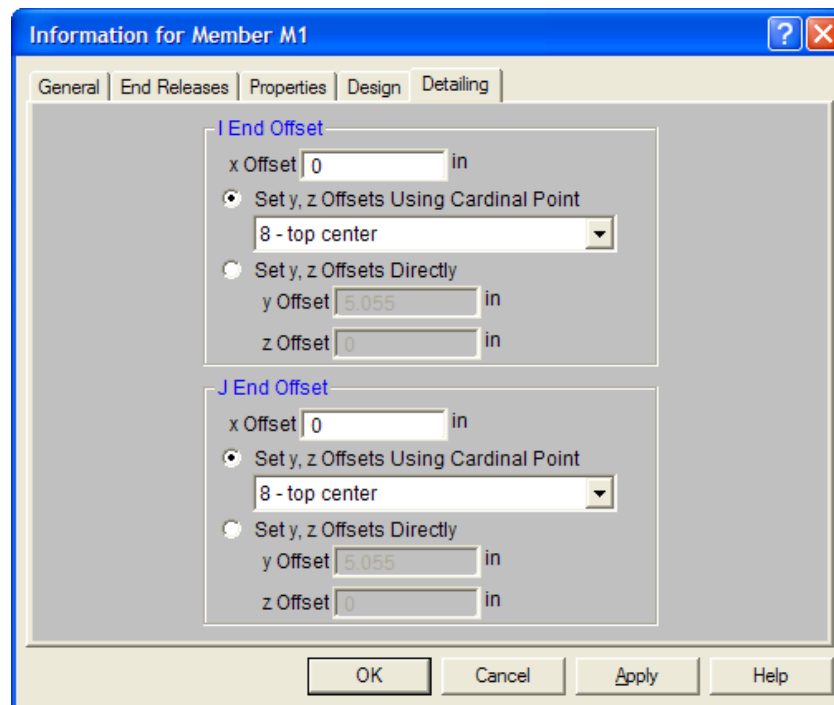 Information for Member M1
?
General End Releases Properties Design Detailing
I End Offset
x Offset 0 in
Set y, z Offsets Using Cardinal Point
8 - top center
Set y, z Offsets Directly
y Offset 5.055 in
z Offset 0 in
J End Offset
x Offset 0 in
Set y, z Offsets Using Cardinal Point
8 - top center
Set y, z Offsets Directly
y Offset 5.055 in
z Offset 0 in
OK Cancel Apply Help